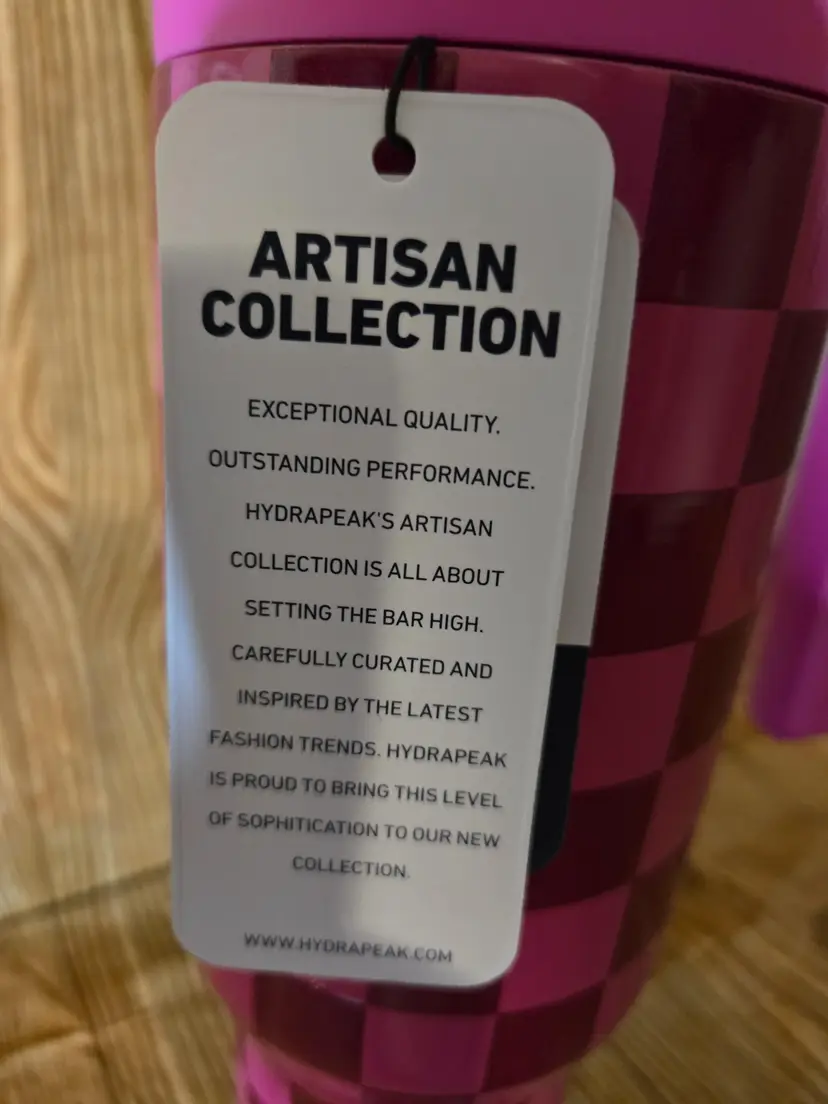 ARTISAN
COLLECTION
EXCEPTIONAL QUALITY.
OUTSTANDING PERFORMANCE.
HYDRAPEAK'S ARTISAN
COLLECTION IS ALL ABOUT
SETTING THE BAR HIGH.
CAREFULLY CURATED AND
INSPIRED BY THE LATEST
FASHION TRENDS. HYDRAPEAK
IS PROUD TO BRING THIS LEVEL
OF SOPHITICATION TO OUR NEW
COLLECTION.
WWW.HYDRAPEAK.COM